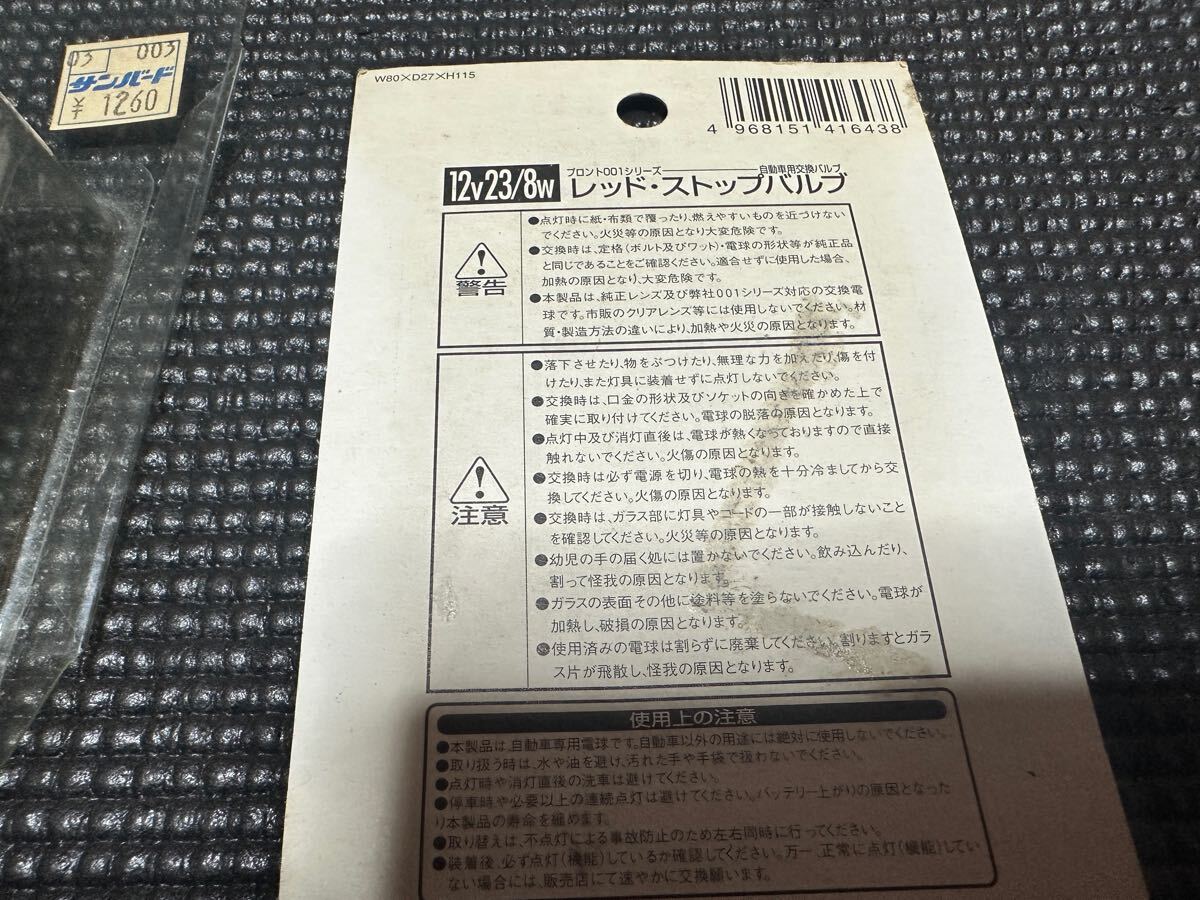 03 003
サンバード
¥ 1260
W80×D27×H115
4 968151 416438
12V23/8W
ブロント001シリーズ
自動車用交換バルブ
レッド・ストップバルブ
警告
●点灯時に紙・布類で覆ったり、燃えやすいものを近づけない
でください。火災等の原因となり大変危険です。
●交換時は、定格(ボルト及びワット)・電球の形状等が純正品
と同じであることをご確認ください。適合せずに使用した場合、
加熱の原因となり、大変危険です。
●本製品は、純正レンズ及び弊社001シリーズ対応の交換電
球です。市販のクリアレンズ等には使用しないでください。材
質・製造方法の違いにより、加熱や火災の原因となります。
注意
●落下させたり、物をぶつけたり、無理な力を加えたり、傷を付
けたり、また灯具に装着せずに点灯しないでください。
●交換時は、口金の形状及びソケットの向きを確かめた上で
確実に取り付けてください。電球の脱落の原因となります。
●点灯中及び消灯直後は、電球が熱くなっておりますので直接
触れないでください。火傷の原因となります。
●交換時は必ず電源を切り、電球の熱を十分冷ましてから交
換してください。火傷の原因となります。
●交換時は、ガラス部に灯具やコードの一部が接触しないこと
を確認してください。火災等の原因となります。
●幼児の手の届く処には置かないでください。飲み込んだり、
割って怪我の原因となります。
●ガラスの表面その他に塗料等を塗らないでください。電球が
加熱し、破損の原因となります。
●使用済みの電球は割らずに廃棄してください。割りますとガラ
ス片が飛散し、怪我の原因となります。
使用上の注意
●本製品は、自動車専用電球です。自動車以外の用途には絶対に使用しないでください。
●取り扱う時は、水や油を避け、汚れた手や手袋で扱わないでください。
●点灯時や消灯直後の洗車は避けてください。
●停車時や必要以上の連続点灯は避けてください。バッテリー上がりの原因となった
り本製品の寿命を縮めます。
●取り替えは、不点灯による事故防止のため左右同時に行ってください。
●装着後、必ず点灯(機能)しているか確認してください。万一、正常に点灯(機能)してい
ない場合には、販売店にて速やかに交換願います。